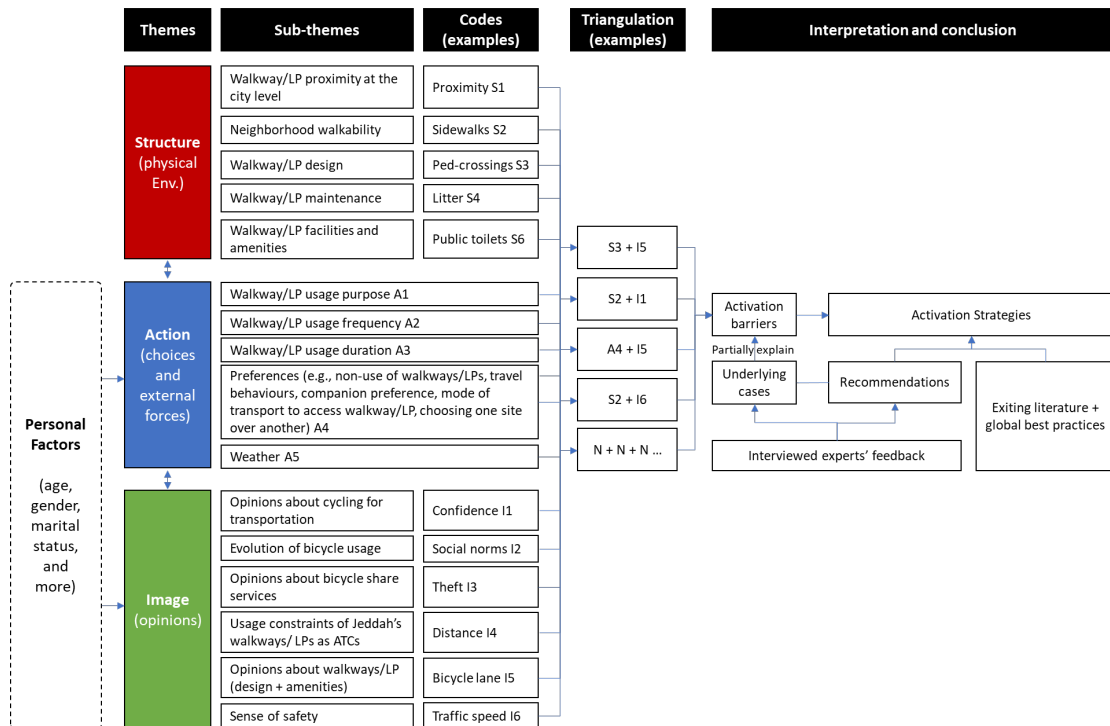 Themes
Sub-themes
Codes
(examples)
Triangulation
(examples)
Interpretation and conclusion
Structure
(physical
Env.)
Walkway/LP proximity at the
city level
Proximity S1
Neighborhood walkability
Sidewalks S2
Walkway/LP design
Ped-crossings S3
Walkway/LP maintenance
Litter S4
Walkway/LP facilities and
amenities
Public toilets S6
Action
(choices
and
external
forces)
Walkway/LP usage purpose A1
Walkway/LP usage frequency A2
Walkway/LP usage duration A3
Preferences (e.g., non-use of walkways/LPs, travel
behaviours, companion preference, mode of
transport to access walkway/LP, choosing one site
over another) A4
Weather A5
Image
(opinions)
Opinions about cycling for
transportation
Confidence I1
Evolution of bicycle usage
Social norms I2
Opinions about bicycle share
services
Theft I3
Usage constraints of Jeddah's
walkways/ LPs as ATCs
Distance I4
Opinions about walkways/LP
(design + amenities)
Bicycle lane I5
Sense of safety
Traffic speed I6
Personal
Factors
(age,
gender,
marital
status,
and
more)
S3 + I5
S2 + I1
A4 + I5
S2 + I6
N + N + N ...
Activation
barriers
Activation Strategies
Partially explain
Underlying
cases
Recommendations
Interviewed experts' feedback
Exiting literature +
global best practices